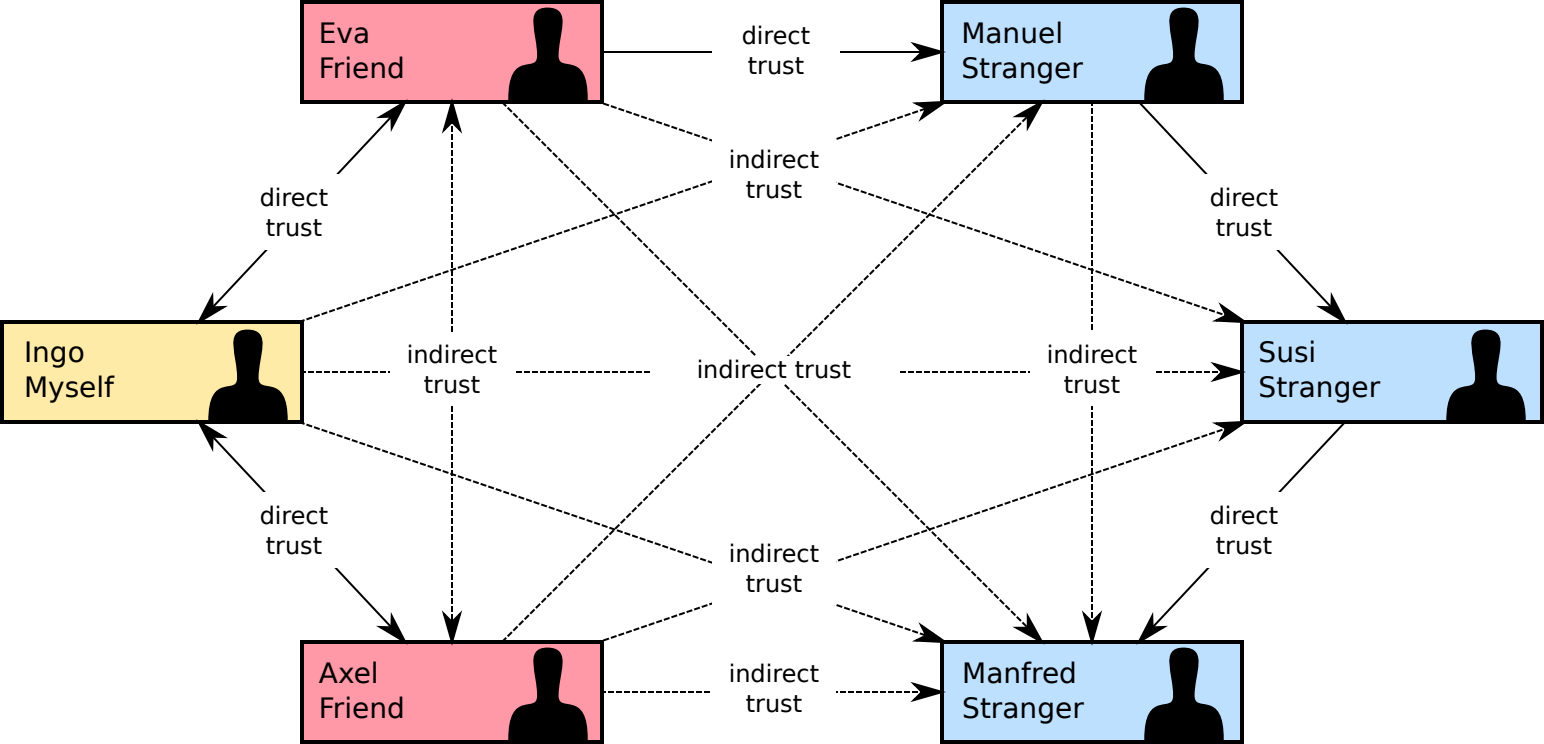 Eva
Friend
direct
trust
Manuel
Stranger
indirect
trust
direct
trust
direct
trust
Ingo
Myself
indirect
trust
indirect trust
indirect
trust
Susi
Stranger
direct
trust
indirect
trust
direct
trust
Axel
Friend
indirect
trust
Manfred
Stranger